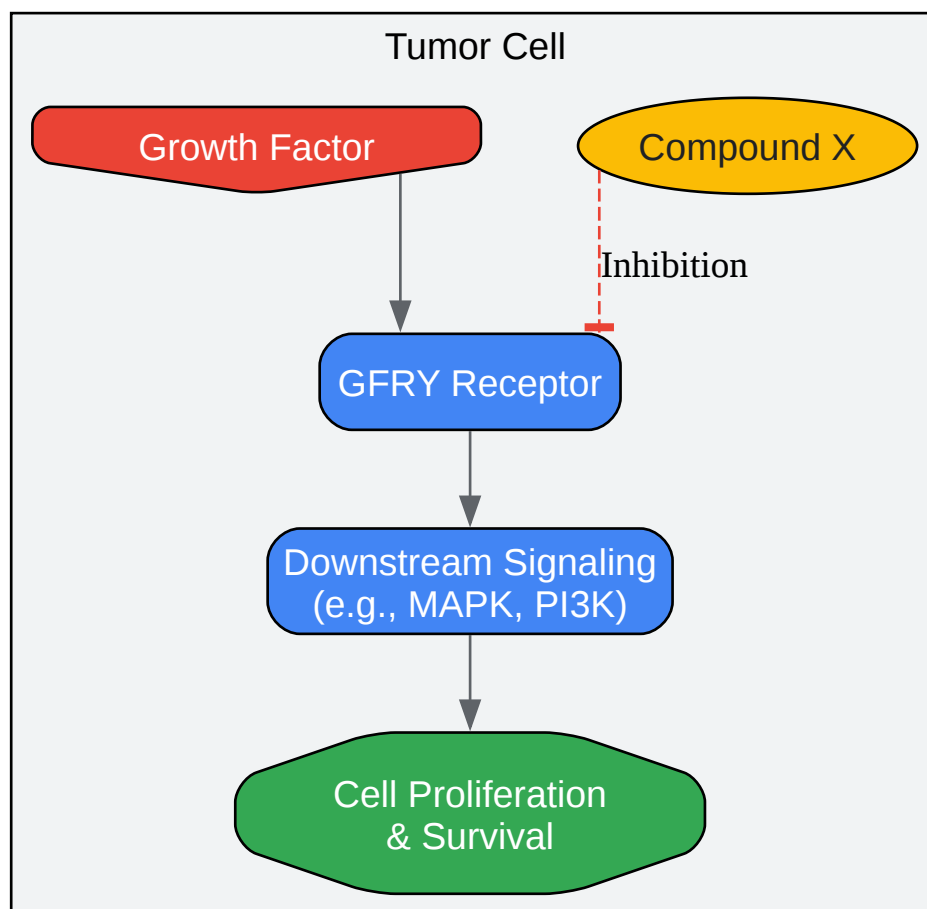 Tumor Cell
Growth Factor
Compound X
Inhibition
GFRY Receptor
Downstream Signaling
(e.g., MAPK, PI3K)
Cell Proliferation
& Survival